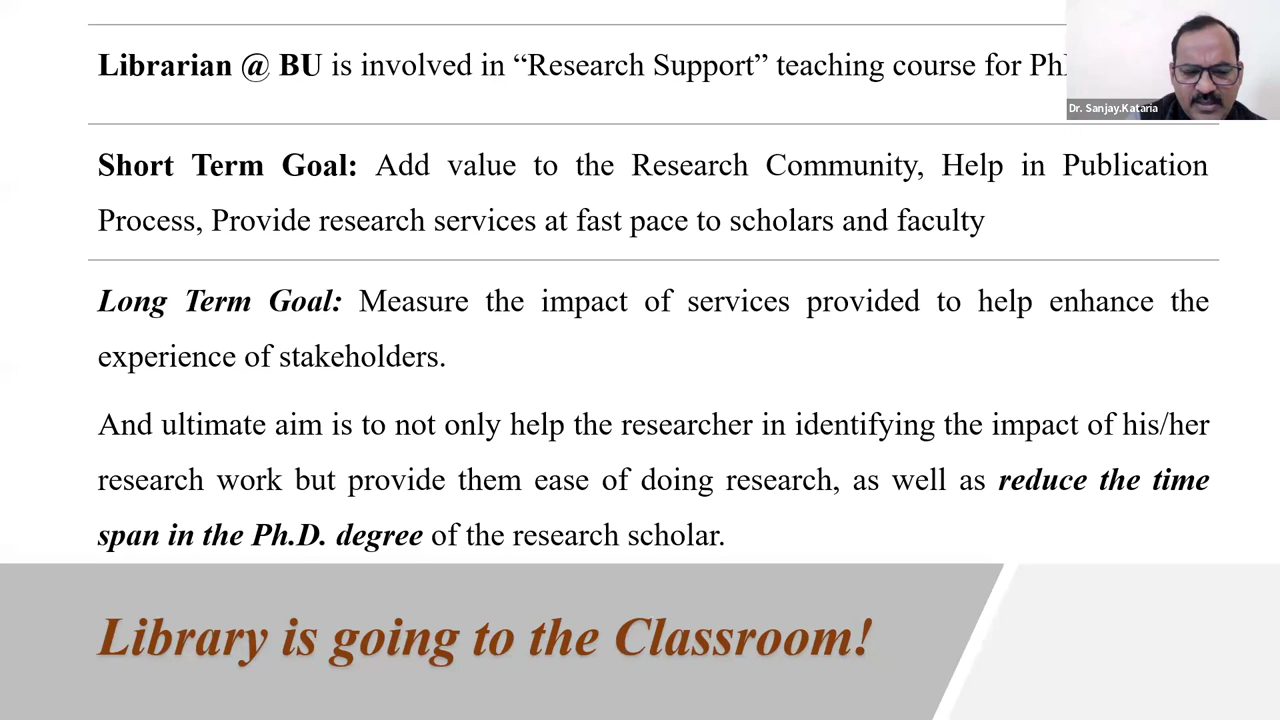 Librarian @ BU is involved in “Research Support” teaching course for
Dr. Sanjay.Kataria
Short Term Goal: Add value to the Research Community, Help in Publication
Process, Provide research services at fast pace to scholars and faculty
Long Term Goal: Measure the impact of services provided to help enhance the
experience of stakeholders.
And ultimate aim is to not only help the researcher in identifying the impact of his/her
research work but provide them ease of doing research, as well as reduce the time
span in the Ph.D. degree of the research scholar.
Library is going to the Classroom!